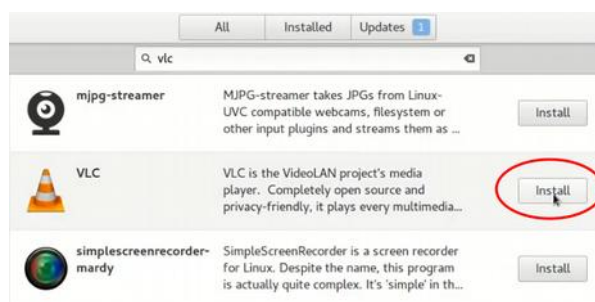 All Installed Updates 1
vlc
mjpg-streamer
MJPG-streamer takes JPGs from Linux-
UVC compatible webcams, filesystem or
other input plugins and streams them as ...
Install
VLC
VLC is the VideoLAN project's media
player. Completely open source and
privacy-friendly, it plays every multimedia...
Install
simplescreenrecorder-
mardy
SimpleScreenRecorder is a screen recorder
for Linux. Despite the name, this program
is actually quite complex. It's 'simple' in th...
Install